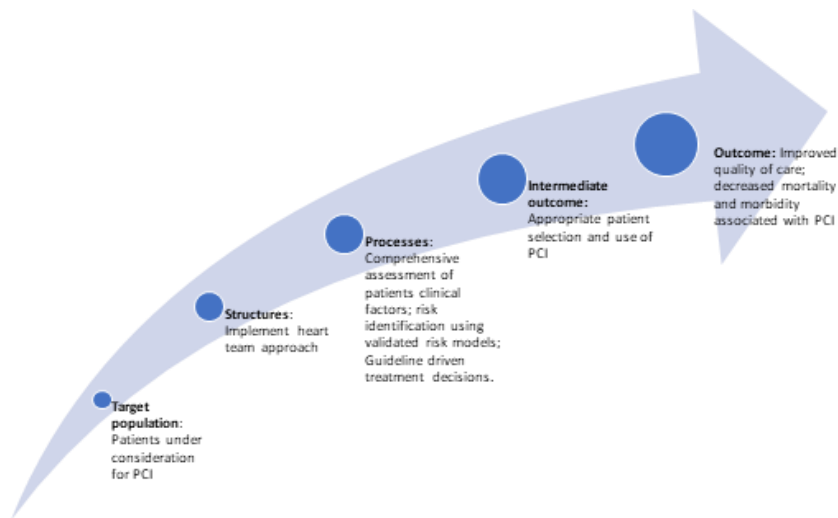 Target
population:
Patients under
consideration
for PCI
Structures:
Implement heart
team approach
Processes:
Comprehensive
assessment of
patients clinical
factors; risk
identification using
validated risk models;
Guideline driven
treatment decisions.
Intermediate
outcome:
Appropriate patient
selection and use of
PCI
Outcome: Improved
quality of care;
decreased mortality
and morbidity
associated with PCI